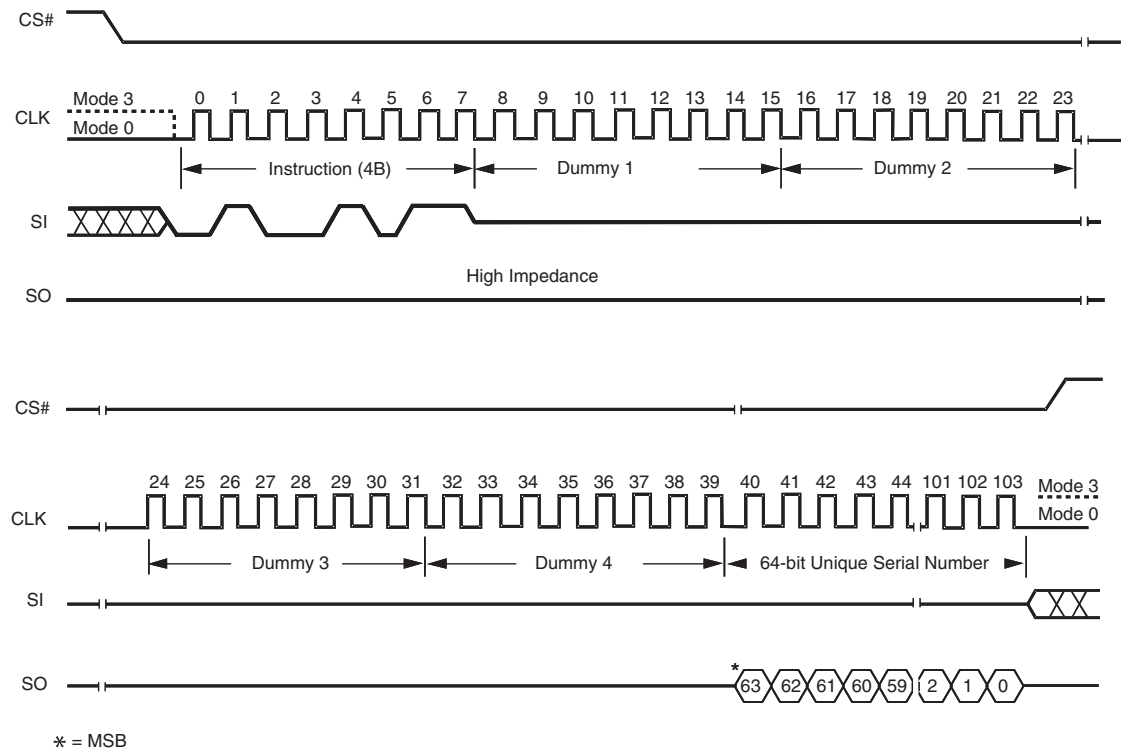 CS#
Mode 3
0 1 2 3 4 5 6 7 8 9 10 11 12 13 14 15 16 17 18 19 20 21 22 23
CLK
Mode 0
Instruction (4B) Dummy 1 Dummy 2
SI
High Impedance
SO
CS#
24 25 26 27 28 29 30 31 32 33 34 35 36 37 38 39 40 41 42 43 44 101 102 103
Mode 3
CLK
Mode 0
Dummy 3 Dummy 4 64-bit Unique Serial Number
SI
*
SO 63 62 61 60 59 2 1 0
* = MSB